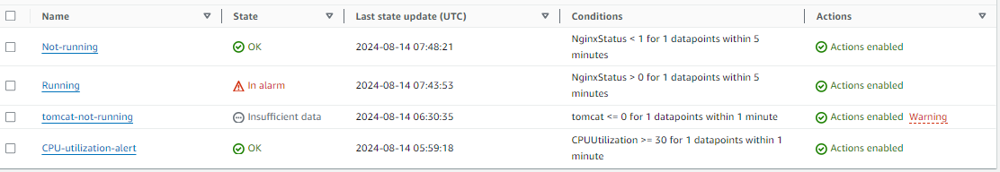 Name State Last state update (UTC) Conditions Actions
Not-running OK 2024-08-14 07:48:21 NginxStatus < 1 for 1 datapoints within 5 minutes Actions enabled
Running In alarm 2024-08-14 07:43:53 NginxStatus > 0 for 1 datapoints within 5 minutes Actions enabled
tomcat-not-running Insufficient data 2024-08-14 06:30:35 tomcat <= 0 for 1 datapoints within 1 minute Actions enabled Warning
CPU-utilization-alert OK 2024-08-14 05:59:18 CPUUtilization >= 30 for 1 datapoints within 1 minute Actions enabled